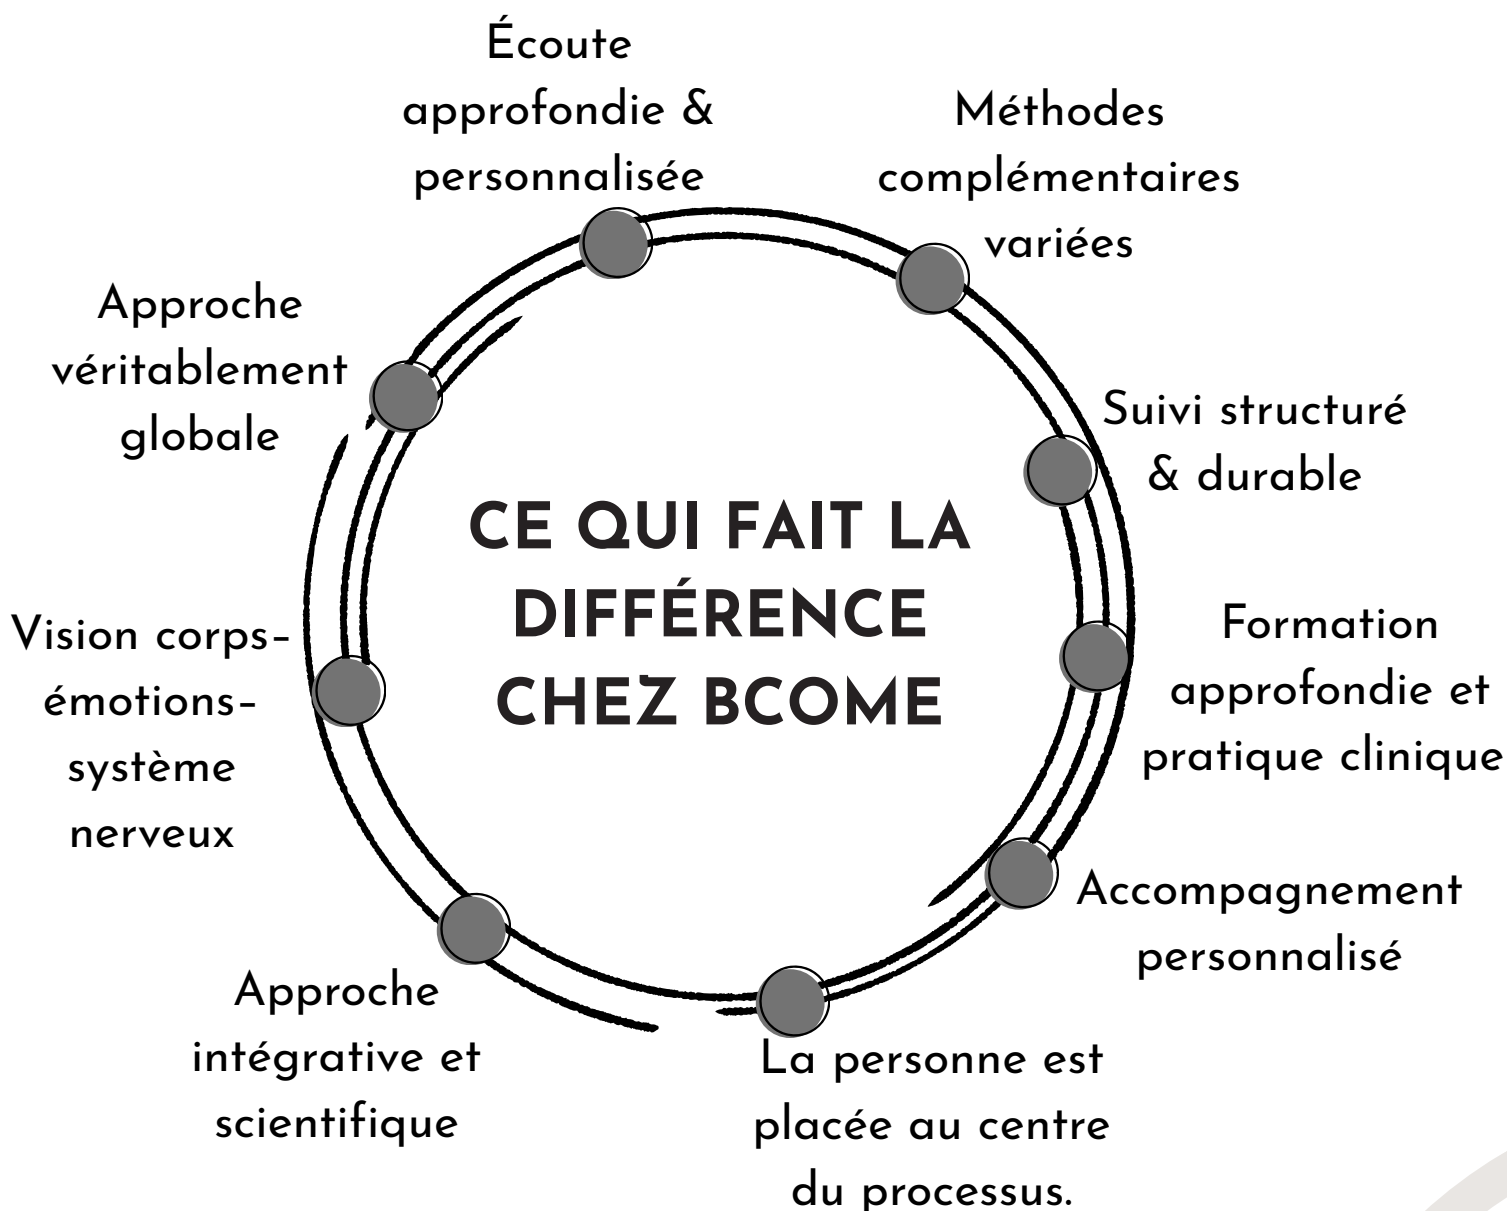 Écoute
approfondie &
personnalisée
Méthodes
complémentaires
variées
Approche
véritablement
globale
Suivi structuré
& durable
CE QUI FAIT LA
DIFFÉRENCE
CHEZ BCOME
Vision corps-
émotions-
système
nerveux
Formation
approfondie et
pratique clinique
Accompagnement
personnalisé
Approche
intégrative et
scientifique
La personne est
placée au centre
du processus.